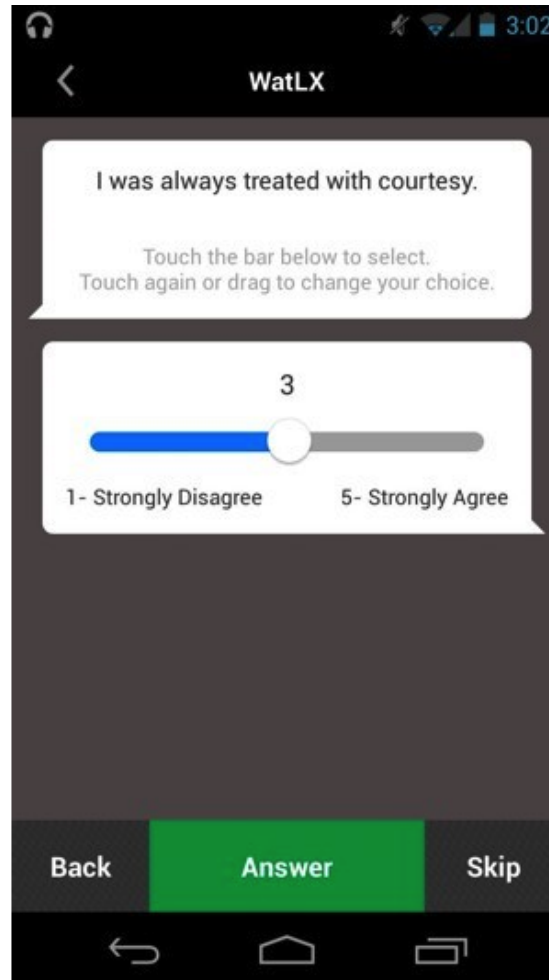 3:02
WatLX
I was always treated with courtesy.
Touch the bar below to select.
Touch again or drag to change your choice.
3
1- Strongly Disagree 5- Strongly Agree
Back Answer Skip